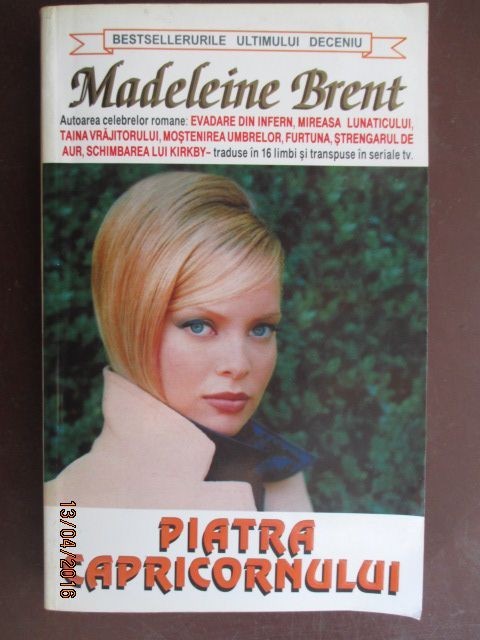 BESTSELLERURILE ULTIMULUI DECENIU
Madeleine Brent
Autoarea celebrelor romane: EVADARE DIN INFERN, MIREASA LUNATICULUI,
TAINA VRĂJITORULUI, MOȘTENIREA UMBRELOR, FURTUNA, ȘTRENGARUL DE
AUR, SCHIMBAREA LUI KIRKBY – traduse în 16 limbi și transpuse în seriale tv.
PIATRA
CAPRICORNULUI
13/04/2016